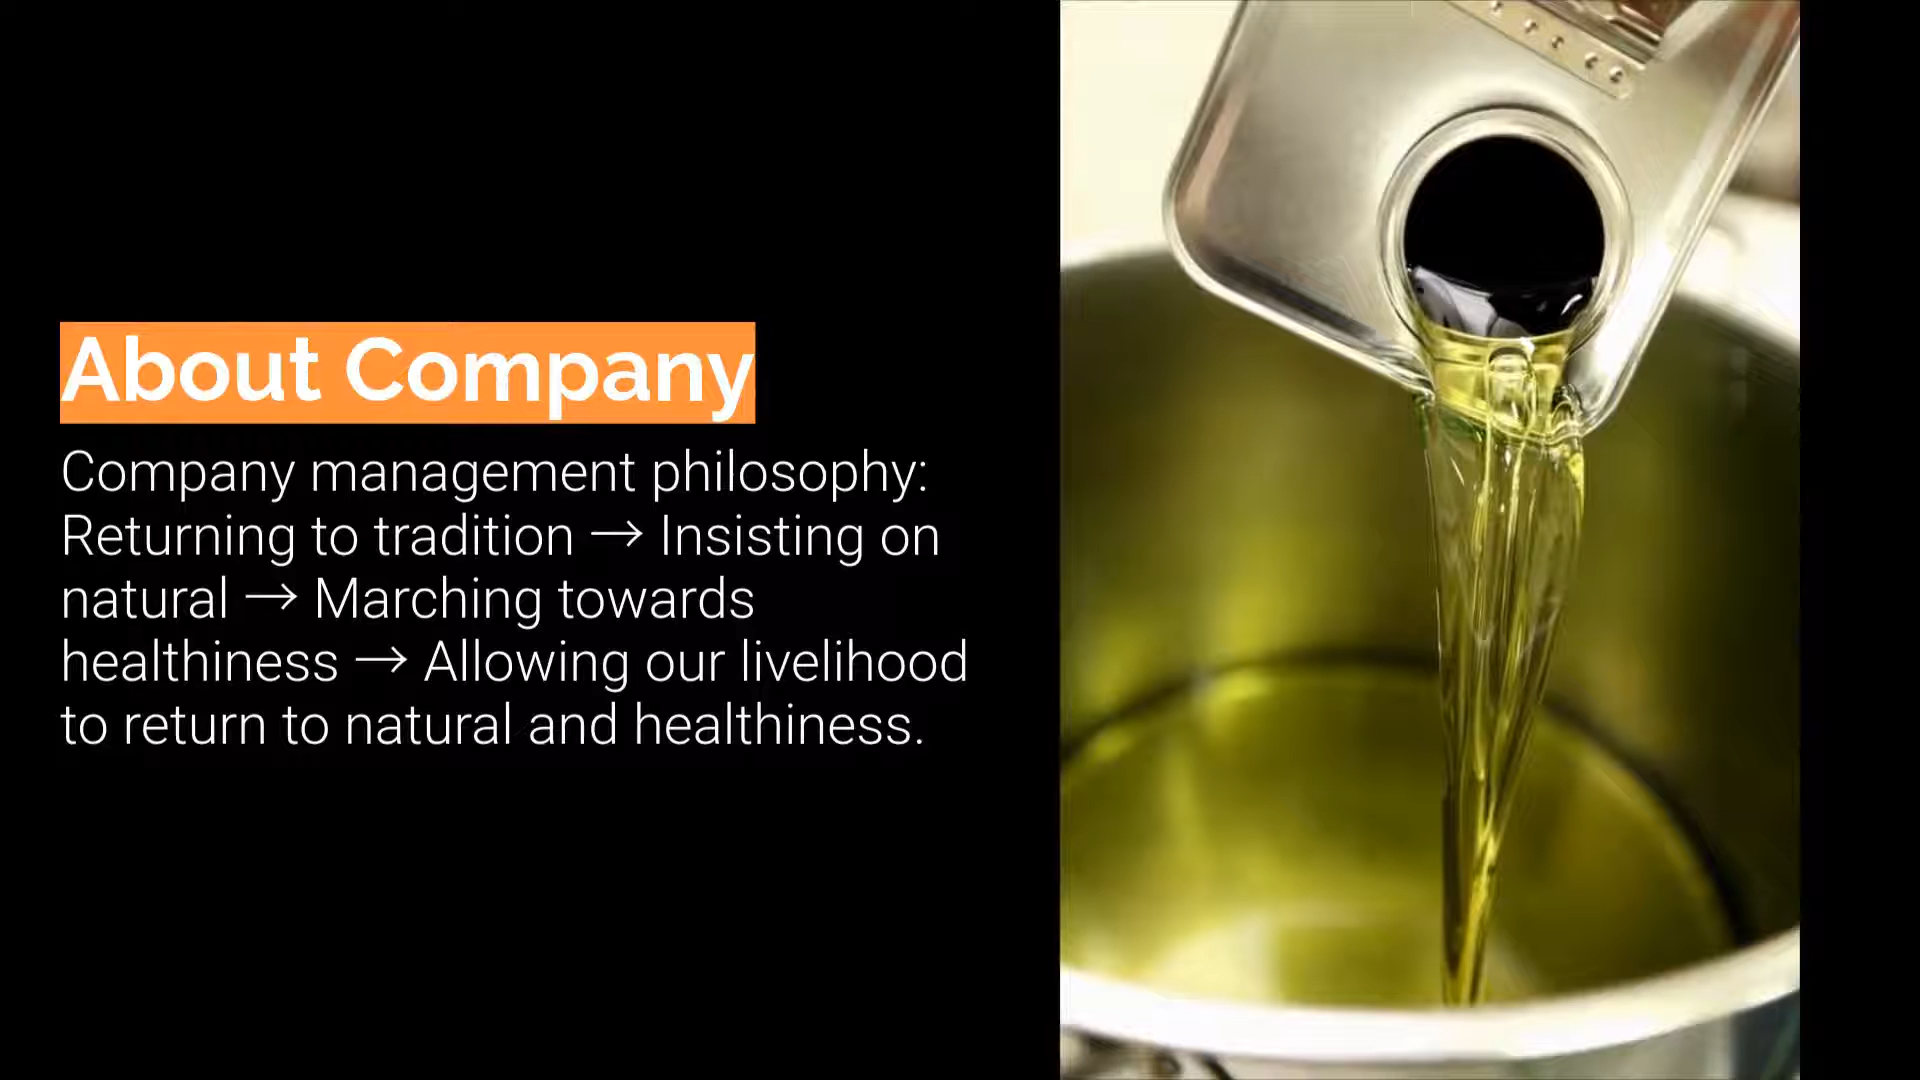 About Company
Company management philosophy:
Returning to tradition → Insisting on
natural → Marching towards
healthiness → Allowing our livelihood
to return to natural and healthiness.